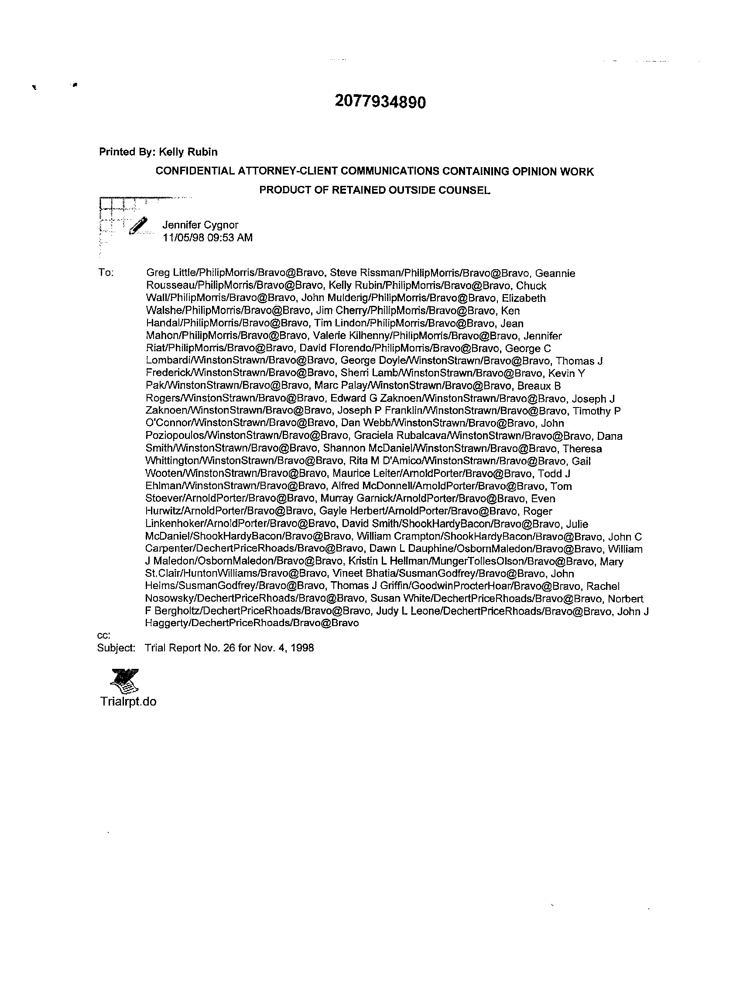 2077934890
Printed By: Kelly Rubin
CONFIDENTIAL ATTORNEY-CLIENT COMMUNICATIONS CONTAINING OPINION WORK
PRODUCT OF RETAINED OUTSIDE COUNSEL
Jennifer Cygnor
11/05/98 09:53 AM
To: Greg Little/PhilipMorris/Bravo@Bravo, Steve Rissman/PhilipMorris/Bravo@Bravo, Geannie
Rousseau/PhilipMorris/Bravo@Bravo, Kelly Rubin/PhilipMorris/Bravo@Bravo, Chuck
Wall/PhilipMorris/Bravo@Bravo, John Mulderig/PhilipMorris/Bravo@Bravo, Elizabeth
Walshe/PhilipMorris/Bravo@Bravo, Jim Cherry/PhilipMorris/Bravo@Bravo, Ken
Handal/PhilipMorris/Bravo@Bravo, Tim Lindon/PhilipMorris/Bravo@Bravo, Jean
Mahon/PhilipMorris/Bravo@Bravo, Valerie Kilhenny/PhilipMorris/Bravo@Bravo, Jennifer
Riat/PhilipMorris/Bravo@Bravo, David Florendo/PhilipMorris/Bravo@Bravo, George C
Lombardi/WinstonStrawn/Bravo@Bravo, George Doyle/WinstonStrawn/Bravo@Bravo, Thomas J
Frederick/WinstonStrawn/Bravo@Bravo, Sherri Lamb/WinstonStrawn/Bravo@Bravo, Kevin Y
Pak/WinstonStrawn/Bravo@Bravo, Marc Palay/WinstonStrawn/Bravo@Bravo, Breaux B
Rogers/WinstonStrawn/Bravo@Bravo, Edward G Zaknoen/WinstonStrawn/Bravo@Bravo, Joseph J
Zaknoen/WinstonStrawn/Bravo@Bravo, Joseph P Franklin/WinstonStrawn/Bravo@Bravo, Timothy P
O'Connor/WinstonStrawn/Bravo@Bravo, Dan Webb/WinstonStrawn/Bravo@Bravo, John
Poziopoulos/WinstonStrawn/Bravo@Bravo, Graciela Rubalcava/WinstonStrawn/Bravo@Bravo, Dana
Smith/WinstonStrawn/Bravo@Bravo, Shannon McDaniel/WinstonStrawn/Bravo@Bravo, Theresa
Whittington/WinstonStrawn/Bravo@Bravo, Rita M D'Amico/WinstonStrawn/Bravo@Bravo, Gail
Wooten/WinstonStrawn/Bravo@Bravo, Maurice Leiter/ArnoldPorter/Bravo@Bravo, Todd J
Ehlman/WinstonStrawn/Bravo@Bravo, Alfred McDonnell/ArnoldPorter/Bravo@Bravo, Tom
Stoever/ArnoldPorter/Bravo@Bravo, Murray Garnick/ArnoldPorter/Bravo@Bravo, Even
Hurwitz/ArnoldPorter/Bravo@Bravo, Gayle Herbert/ArnoldPorter/Bravo@Bravo, Roger
Linkenhoker/ArnoldPorter/Bravo@Bravo, David Smith/ShookHardyBacon/Bravo@Bravo, Julie
McDaniel/ShookHardyBacon/Bravo@Bravo, William Crampton/ShookHardyBacon/Bravo@Bravo, John C
Carpenter/DechertPriceRhoads/Bravo@Bravo, Dawn L Dauphine/OsbornMaledon/Bravo@Bravo, William
J Maledon/OsbornMaledon/Bravo@Bravo, Kristin L Hellman/MungerTollesOlson/Bravo@Bravo, Mary
St.Clair/HuntonWilliams/Bravo@Bravo, Vineet Bhatia/SusmanGodfrey/Bravo@Bravo, John
Helms/SusmanGodfrey/Bravo@Bravo, Thomas J Griffin/GoodwinProcterHoar/Bravo@Bravo, Rachel
Nosowsky/DechertPriceRhoads/Bravo@Bravo, Susan White/DechertPriceRhoads/Bravo@Bravo, Norbert
F Bergholtz/DechertPriceRhoads/Bravo@Bravo, Judy L Leone/DechertPriceRhoads/Bravo@Bravo, John J
Haggerty/DechertPriceRhoads/Bravo@Bravo
cc:
Subject: Trial Report No. 26 for Nov. 4, 1998
Trialrpt.do